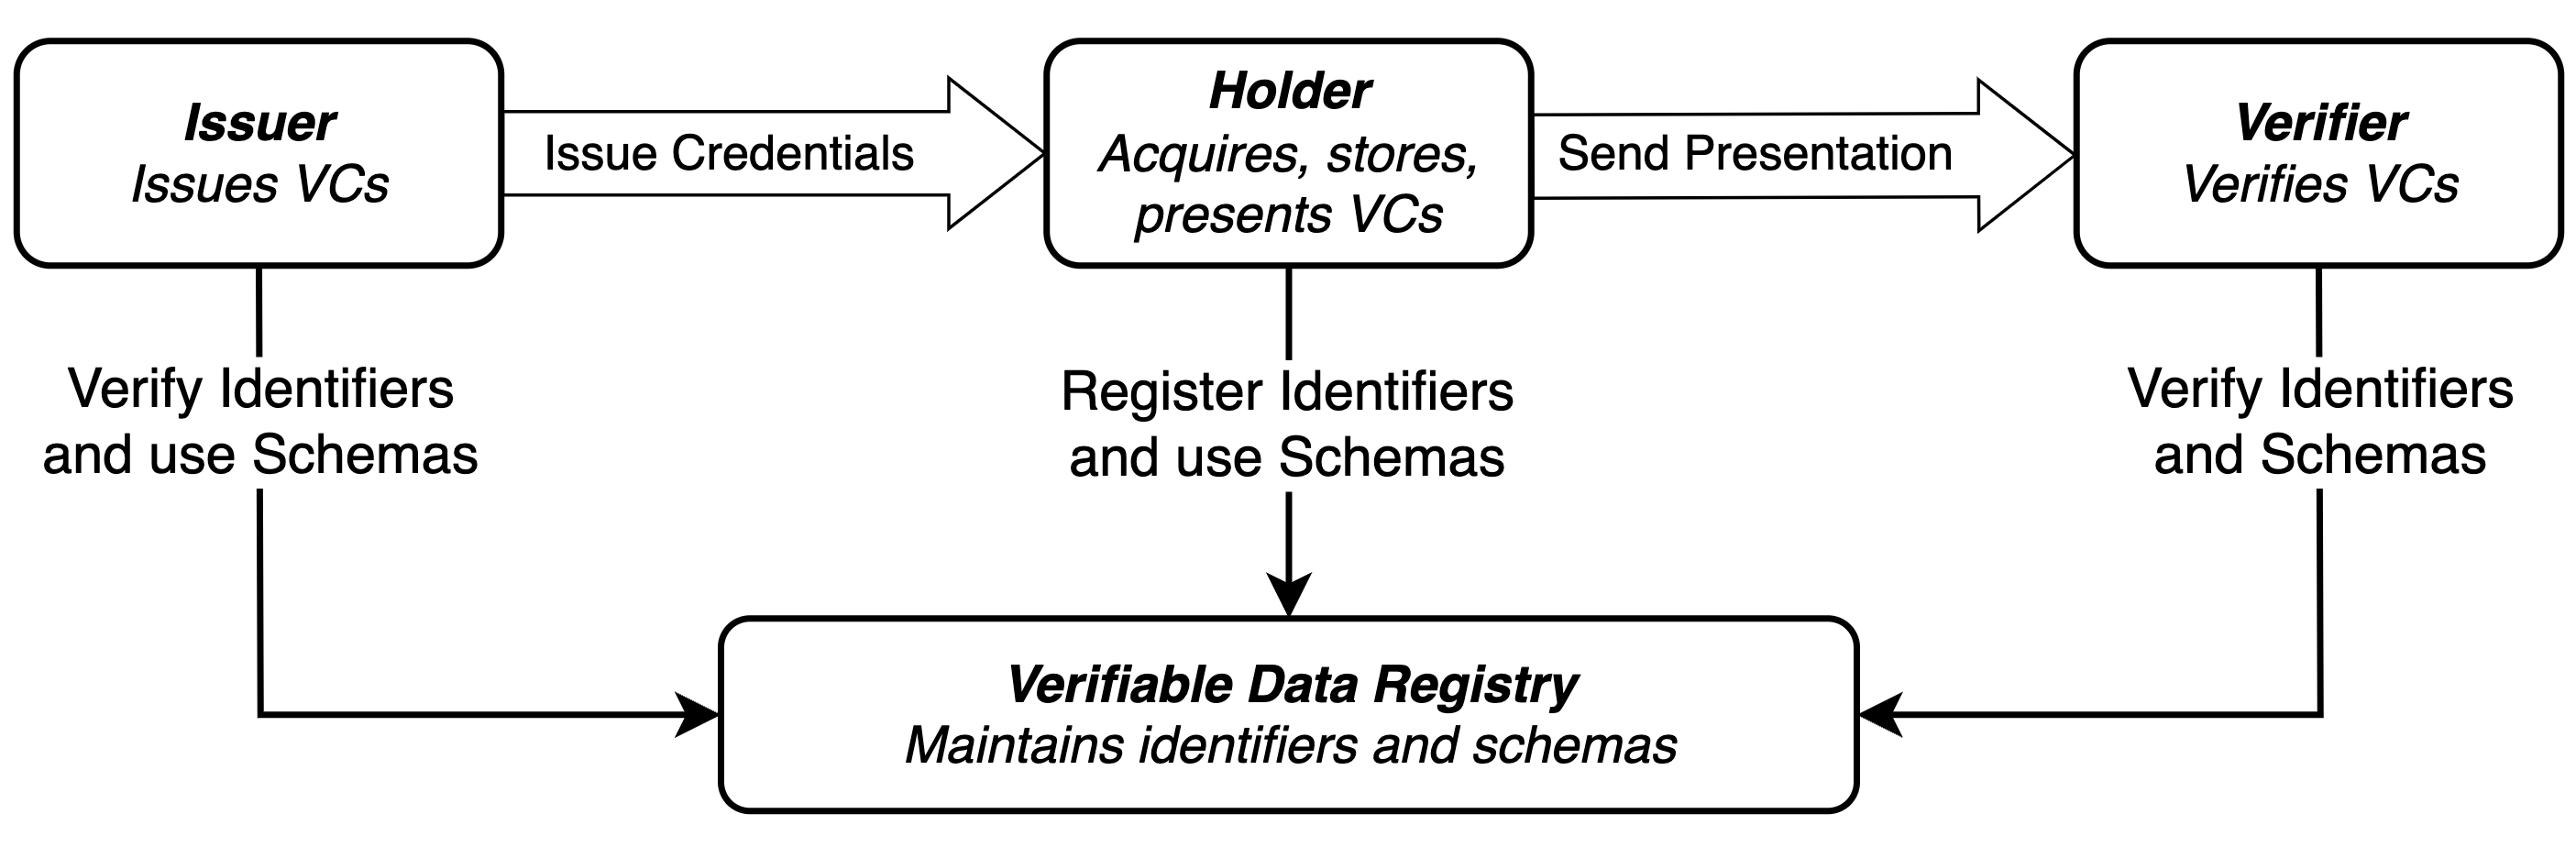 Issuer
Issues VCs
Issue Credentials
Holder
Acquires, stores,
presents VCs
Send Presentation
Verifier
Verifies VCs
Verify Identifiers
and use Schemas
Register Identifiers
and use Schemas
Verify Identifiers
and Schemas
Verifiable Data Registry
Maintains identifiers and schemas